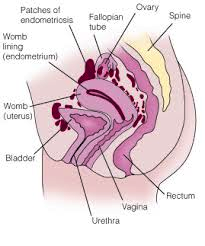 Patches of
endometriosis
Fallopian
tube
Ovary
Spine
Womb
lining
(endometrium)
Womb
(uterus)
Bladder
Rectum
Vagina
Urethra